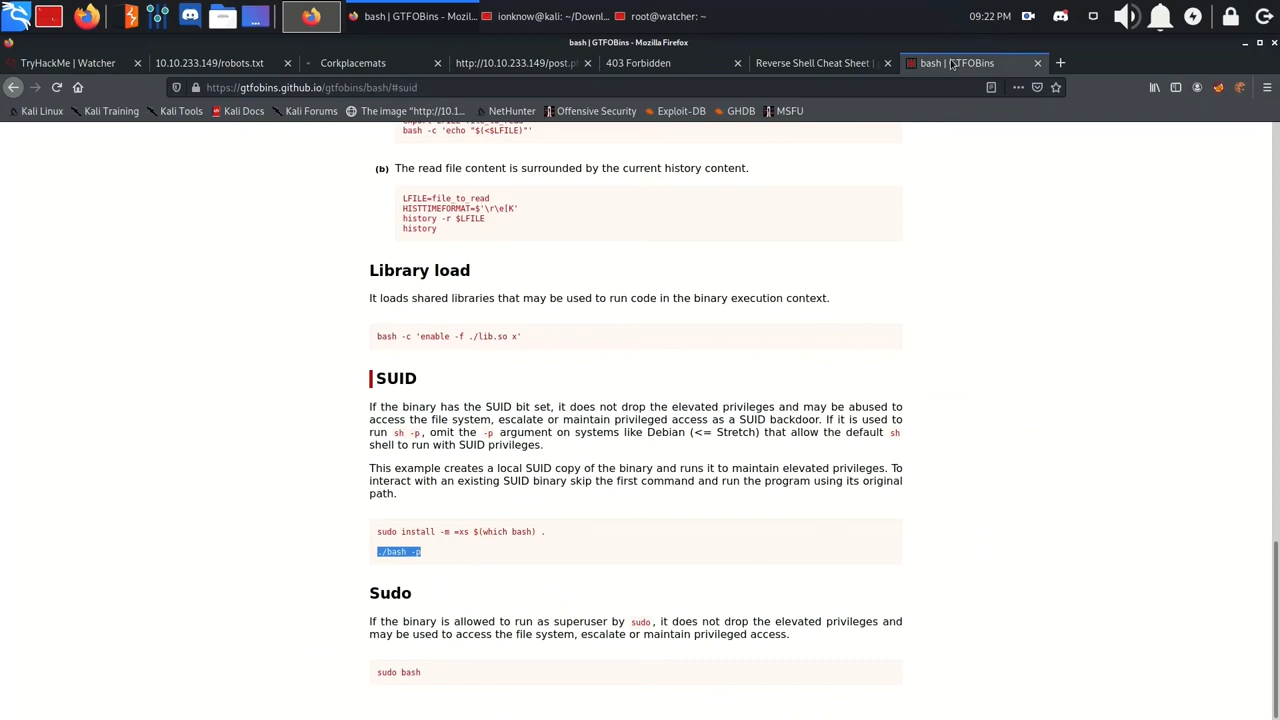 bash | GTFOBins - Mozil...
ionknow@kali: ~/Downl...
root@watcher: ~
09:22 PM
bash | GTFOBins - Mozilla Firefox
TryHackMe | Watcher
10.10.233.149/robots.txt
Corkplacemats
http://10.10.233.149/post.p
403 Forbidden
Reverse Shell Cheat Sheet |
bash | GTFOBins
https://gtfobins.github.io/gtfobins/bash/#suid
Kali Linux
Kali Training
Kali Tools
Kali Docs
Kali Forums
The image "http://10.1...
NetHunter
Offensive Security
Exploit-DB
GHDB
MSFU
bash -c 'echo "$(<$LFILE)"'
(b) The read file content is surrounded by the current history content.
LFILE=file_to_read
HISTTIMEFORMAT=$'\r\e[K'
history -r $LFILE
history
Library load
It loads shared libraries that may be used to run code in the binary execution context.
bash -c 'enable -f ./lib.so x'
SUID
If the binary has the SUID bit set, it does not drop the elevated privileges and may be abused to
access the file system, escalate or maintain privileged access as a SUID backdoor. If it is used to
run sh -p, omit the -p argument on systems like Debian (<= Stretch) that allow the default sh
shell to run with SUID privileges.
This example creates a local SUID copy of the binary and runs it to maintain elevated privileges. To
interact with an existing SUID binary skip the first command and run the program using its original
path.
sudo install -m =xs $(which bash) .
./bash -p
Sudo
If the binary is allowed to run as superuser by sudo, it does not drop the elevated privileges and
may be used to access the file system, escalate or maintain privileged access.
sudo bash